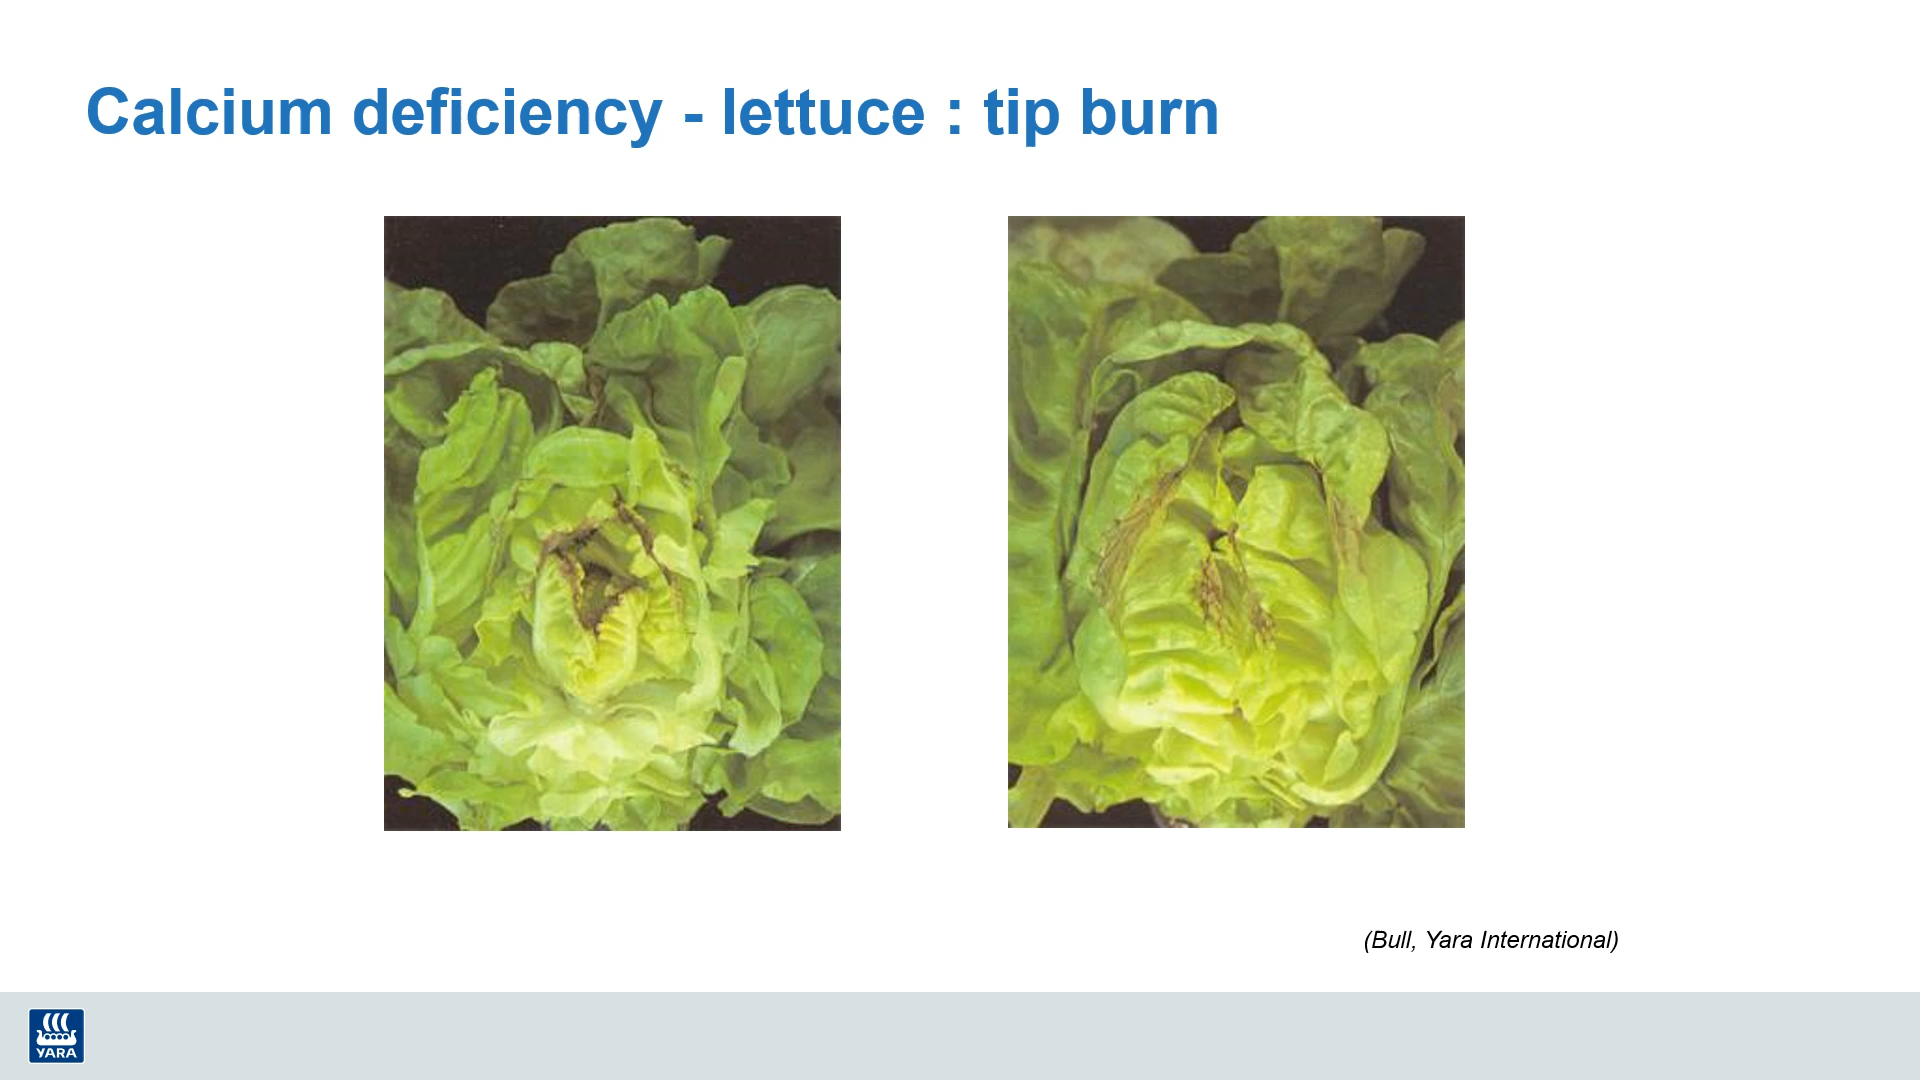 Calcium deficiency - lettuce : tip burn
(Bull, Yara International)
YARA